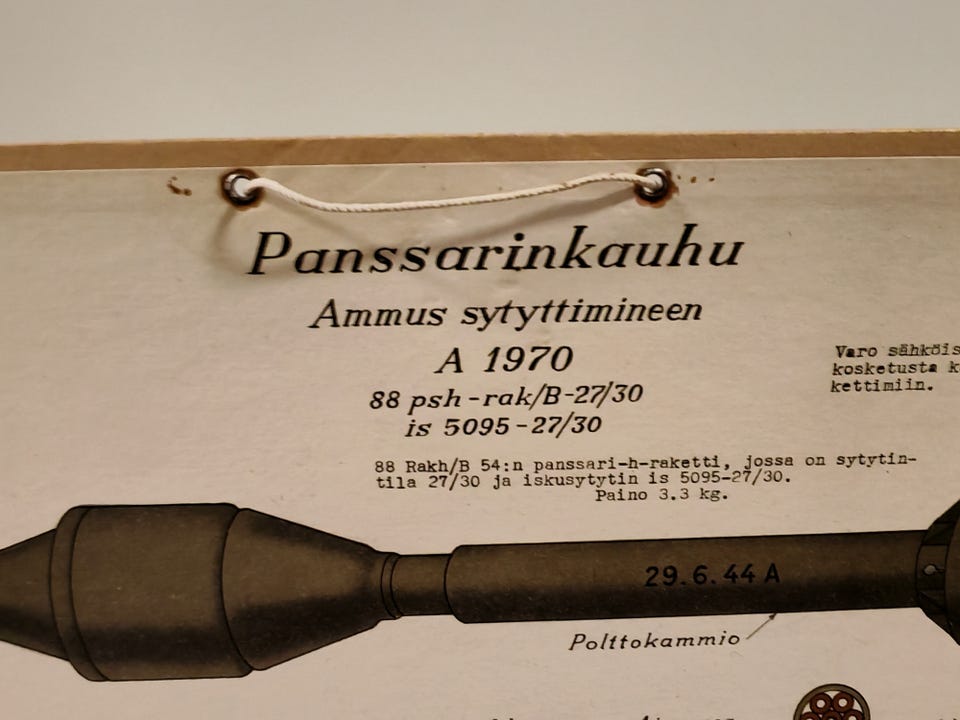 Panssarinkauhu
Ammus sytyttimineen
A 1970
88 psh-rak/B-27/30
is 5095-27/30
Varo sähköis
kosketusta k
kettimiin.
88 Rakh/B 54:n panssari-h-raketti, jossa on sytytin-
tila 27/30 ja iskusytytin is 5095-27/30.
Paino 3.3 kg.
29.6.44 A
Polttokammio